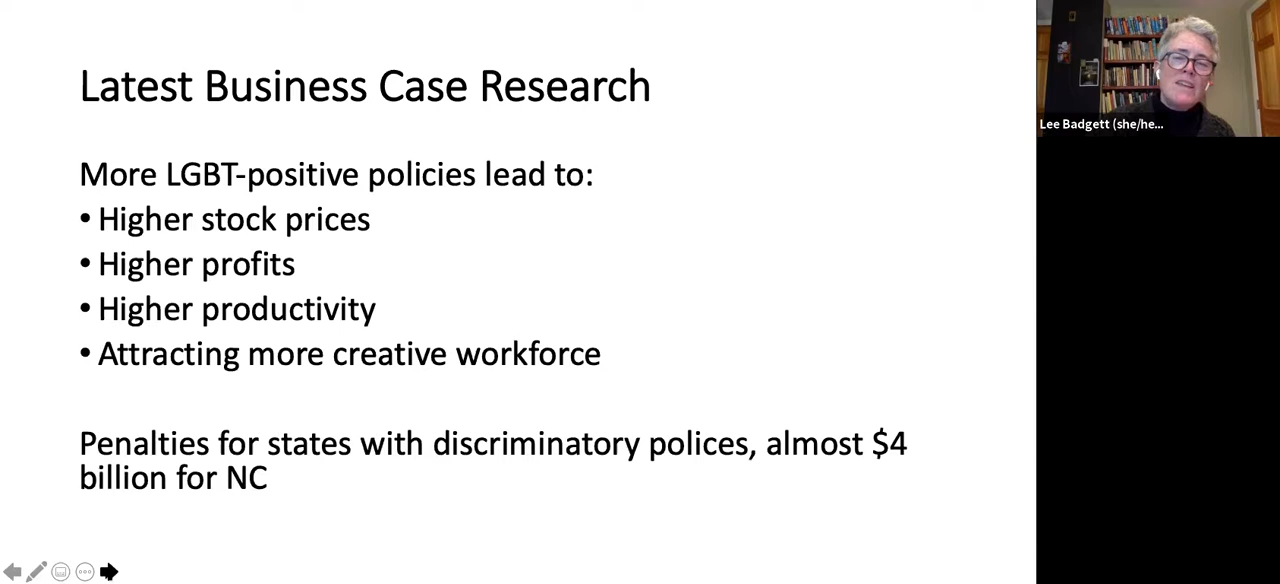 Latest Business Case Research
More LGBT-positive policies lead to:
• Higher stock prices
• Higher profits
• Higher productivity
• Attracting more creative workforce
Penalties for states with discriminatory polices, almost $4
billion for NC
Lee Badgett (she/he...